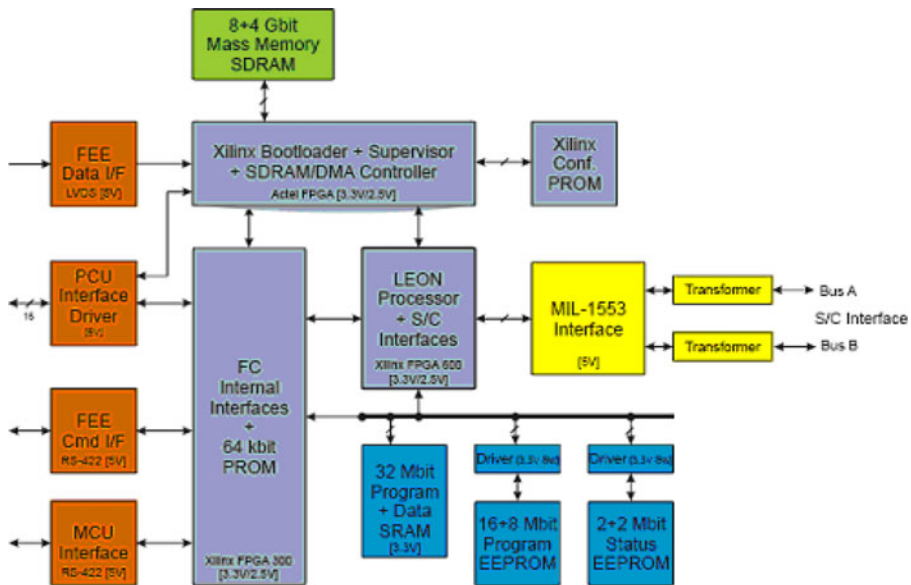 8+4 Gbit
Mass Memory
SDRAM
FEE
Data I/F
LVDS [5V]
Xilinx Bootloader + Supervisor
+ SDRAM/DMA Controller
Actel FPGA [3.3V/2.5V]
Xilinx
Conf.
PROM
PCU
Interface
Driver
[5V]
16
LEON
Processor
+ S/C
Interfaces
Xilinx FPGA 600
[3.3V/2.5V]
MIL-1553
Interface
[5V]
Transformer
Bus A
S/C Interface
Transformer
Bus B
FC
Internal
Interfaces
+
64 kbit
PROM
Xilinx FPGA 300
[3.3V/2.5V]
FEE
Cmd I/F
RS-422 [5V]
MCU
Interface
RS-422 [5V]
32 Mbit
Program
+ Data
SRAM
[3.3V]
Driver
16+8 Mbit
Program
EEPROM
Driver
2+2 Mbit
Status
EEPROM